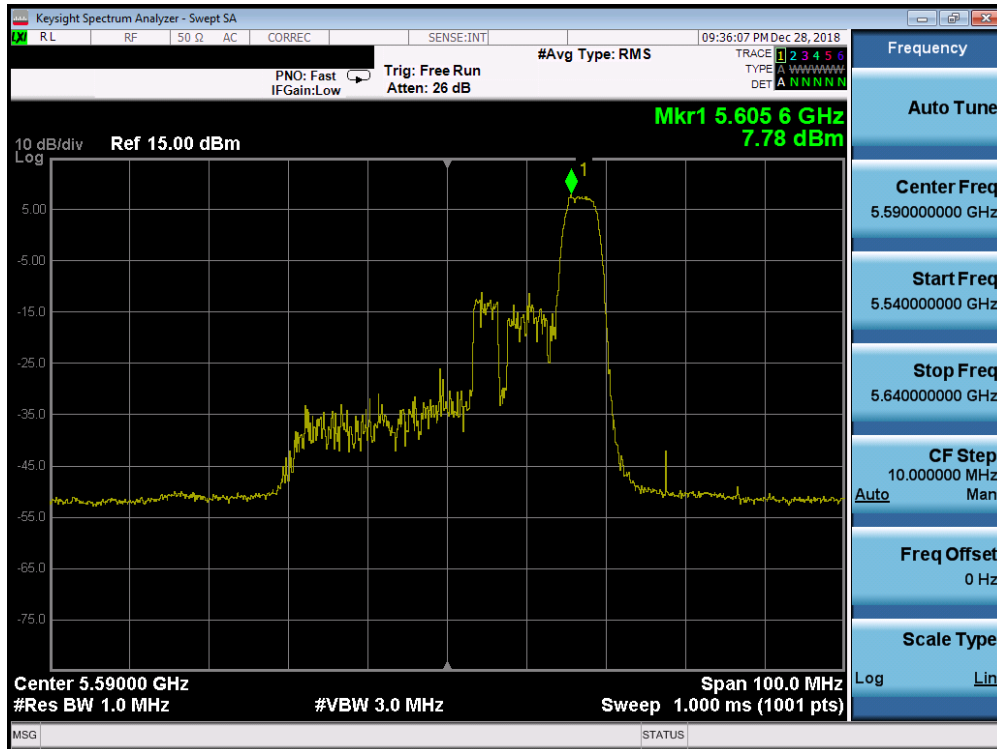 Keysight Spectrum Analyzer - Swept SA
LXI RL RF 50 Ω AC CORREC SENSE:INT 09:36:07 PM Dec 28, 2018
#Avg Type: RMS TRACE 1 2 3 4 5 6
PNO: Fast Trig: Free Run TYPE A WWWWW
IFGain:Low Atten: 26 dB DET A N N N N N
Mkr1 5.605 6 GHz
7.78 dBm
10 dB/div Ref 15.00 dBm
Log
1
5.00
-5.00
-15.0
-25.0
-35.0
-45.0
-55.0
-65.0
-75.0
Center 5.59000 GHz Span 100.0 MHz
#Res BW 1.0 MHz #VBW 3.0 MHz Sweep 1.000 ms (1001 pts)
MSG STATUS
Frequency
Auto Tune
Center Freq
5.590000000 GHz
Start Freq
5.540000000 GHz
Stop Freq
5.640000000 GHz
CF Step
10.000000 MHz
Auto Man
Freq Offset
0 Hz
Scale Type
Log Lin